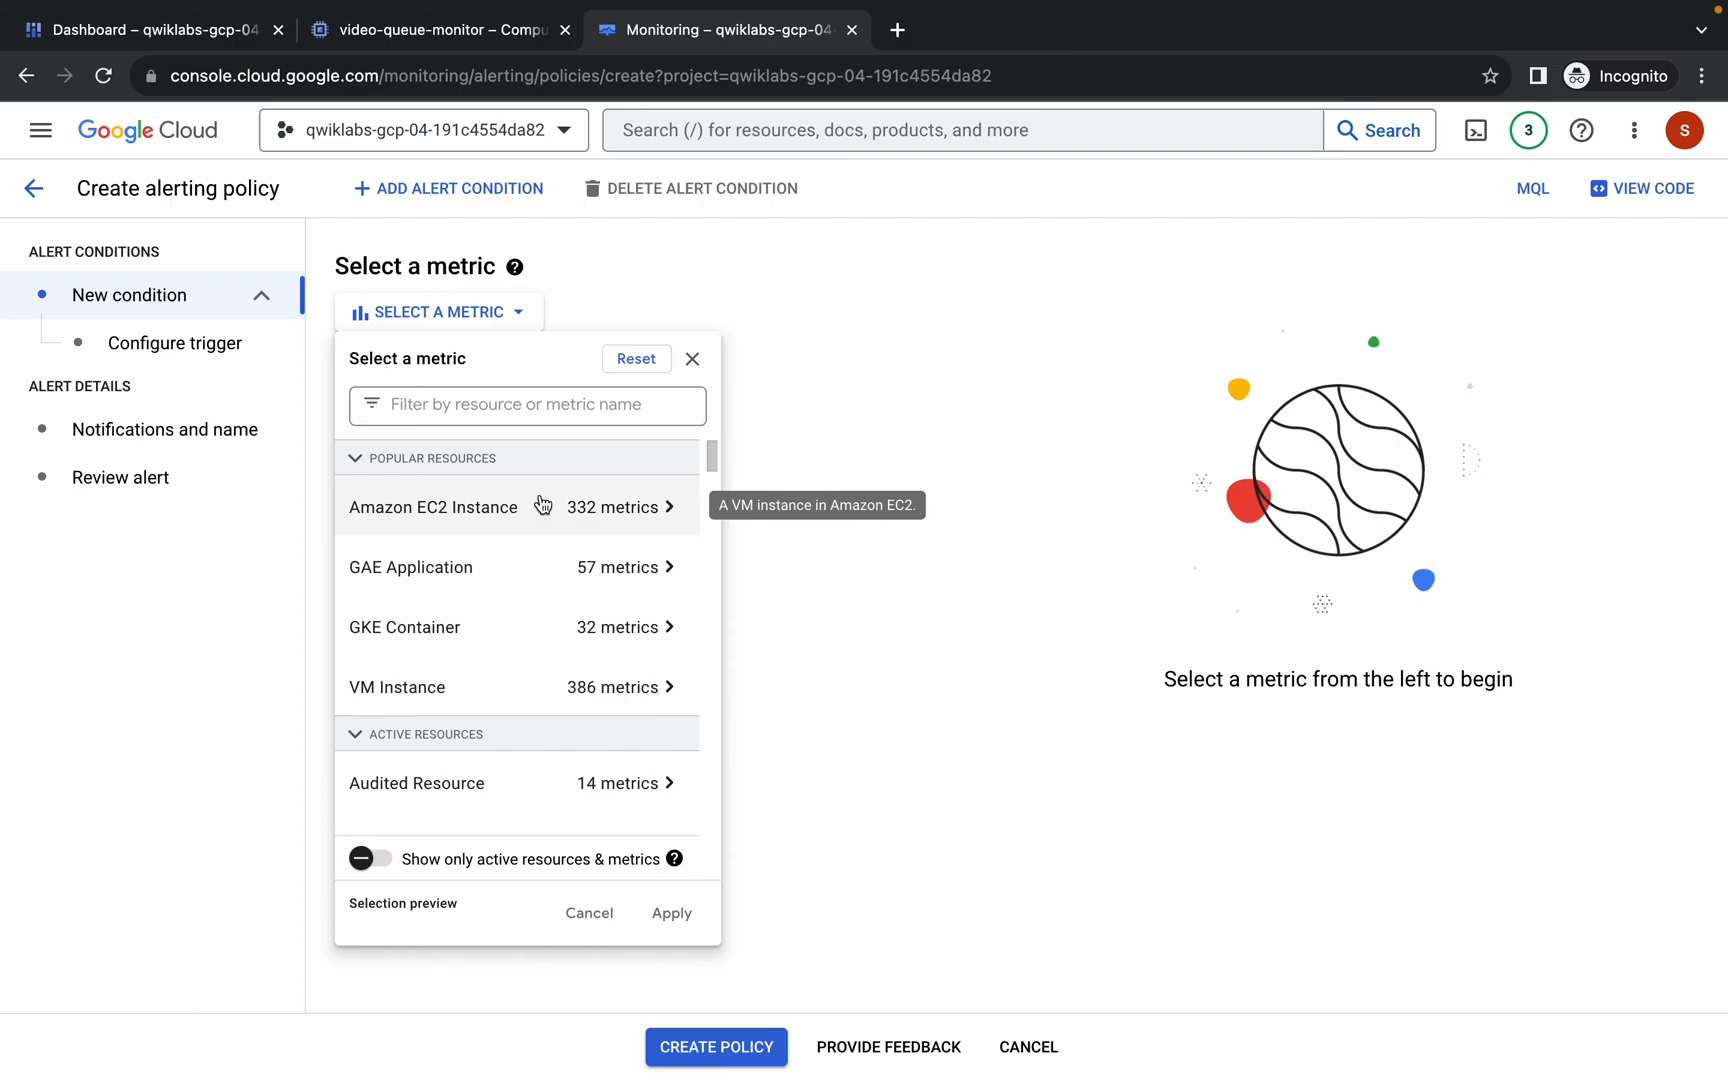 Dashboard – qwiklabs-gcp-04
video-queue-monitor – Compu
Monitoring – qwiklabs-gcp-04
console.cloud.google.com/monitoring/alerting/policies/create?project=qwiklabs-gcp-04-191c4554da82
Incognito
Google Cloud
qwiklabs-gcp-04-191c4554da82
Search (/) for resources, docs, products, and more
Search
3
S
Create alerting policy
ADD ALERT CONDITION
DELETE ALERT CONDITION
MQL
VIEW CODE
ALERT CONDITIONS
New condition
Configure trigger
ALERT DETAILS
Notifications and name
Review alert
Select a metric
SELECT A METRIC
Select a metric
Reset
Filter by resource or metric name
POPULAR RESOURCES
Amazon EC2 Instance 332 metrics
A VM instance in Amazon EC2.
GAE Application 57 metrics
GKE Container 32 metrics
VM Instance 386 metrics
ACTIVE RESOURCES
Audited Resource 14 metrics
Show only active resources & metrics
Selection preview
Cancel
Apply
Select a metric from the left to begin
CREATE POLICY
PROVIDE FEEDBACK
CANCEL